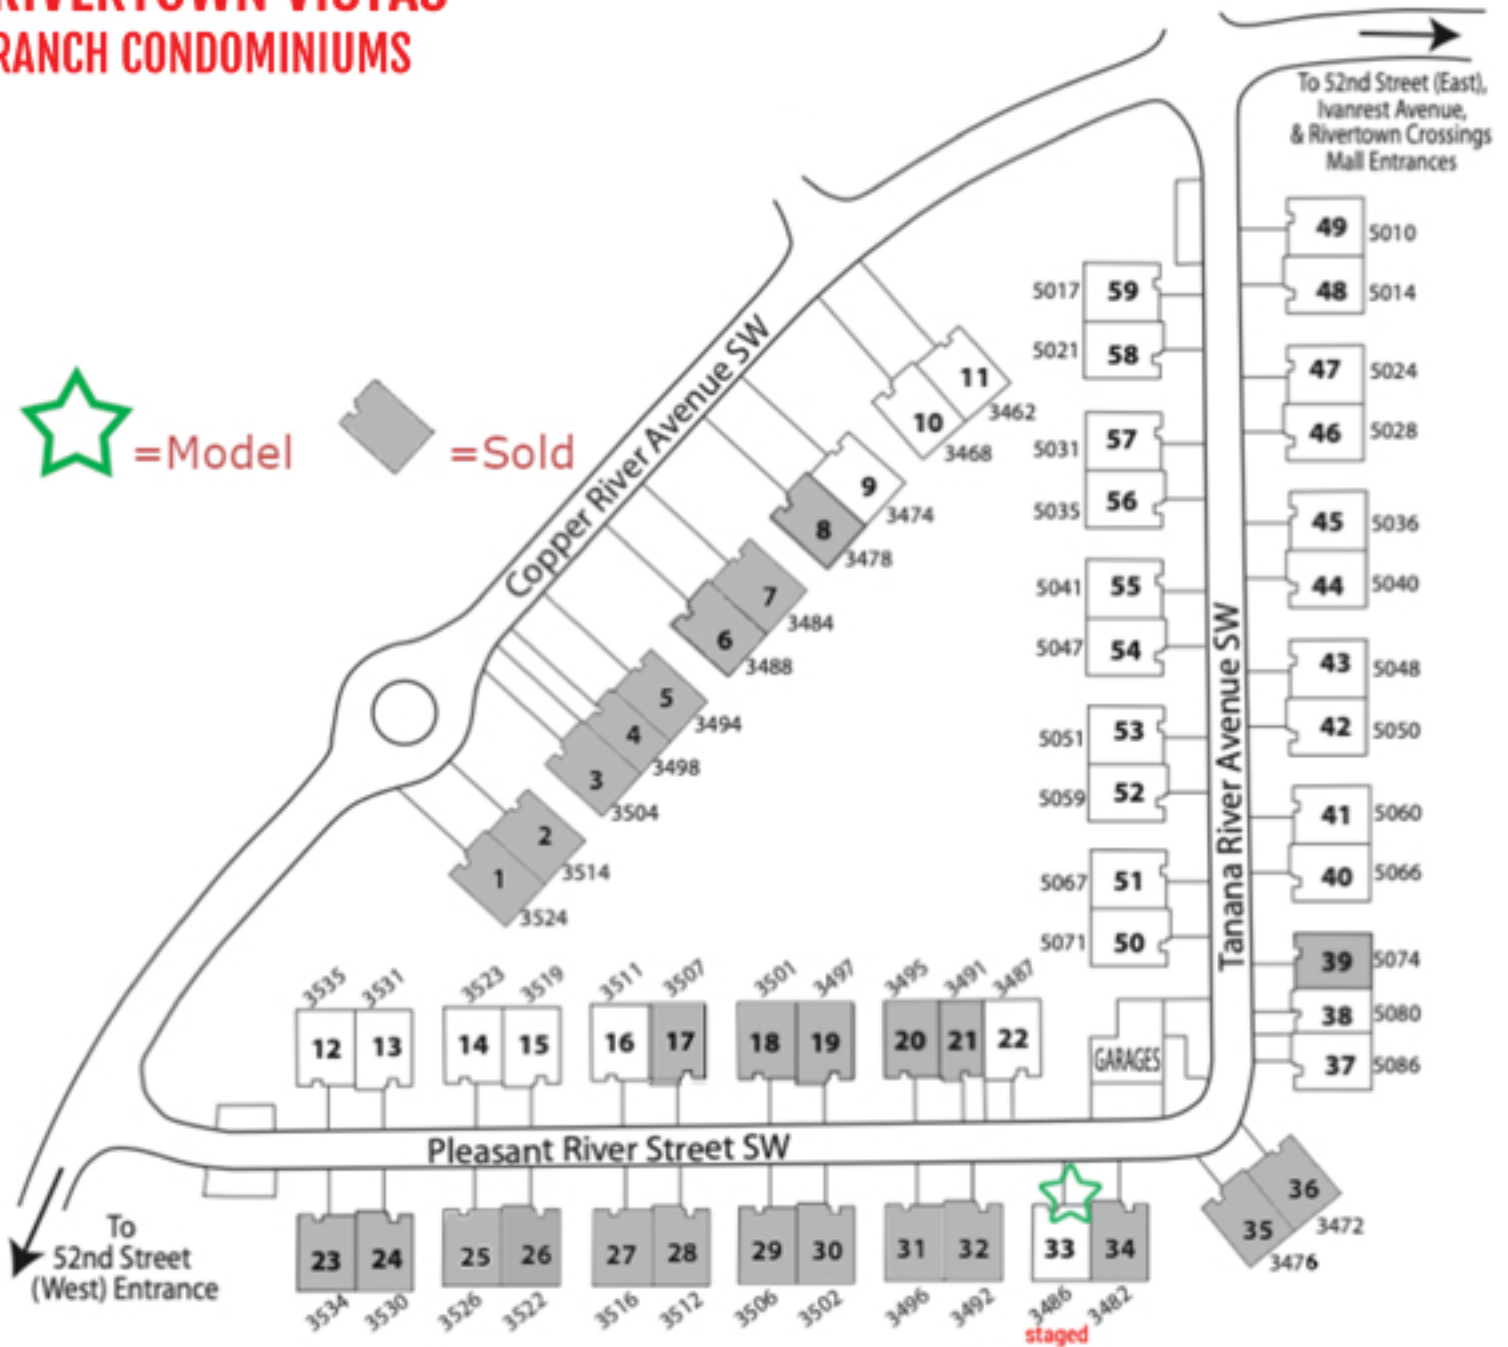 RIVERTOWN VISTAS
RANCH CONDOMINIUMS
To 52nd Street (East),
Ivanrest Avenue,
& Rivertown Crossings
Mall Entrances
=Model
=Sold
Copper River Avenue SW
Tanana River Avenue SW
Pleasant River Street SW
49 5010
48 5014
47 5024
46 5028
45 5036
44 5040
43 5048
42 5050
41 5060
40 5066
39 5074
38 5080
37 5086
5017 59
5021 58
5031 57
5035 56
5041 55
5047 54
5051 53
5059 52
5067 51
5071 50
GARAGES
11 3462
10 3468
9 3474
8 3478
7 3484
6 3488
5 3494
4 3498
3 3504
2 3514
1 3524
3535 3531 3523 3519 3511 3507 3501 3497 3495 3491 3487
12 13 14 15 16 17 18 19 20 21 22
23 24 25 26 27 28 29 30 31 32 33 34
3534 3530 3526 3522 3516 3512 3506 3502 3496 3492 3486 3482
staged
36 3472
35 3476
To
52nd Street
(West) Entrance